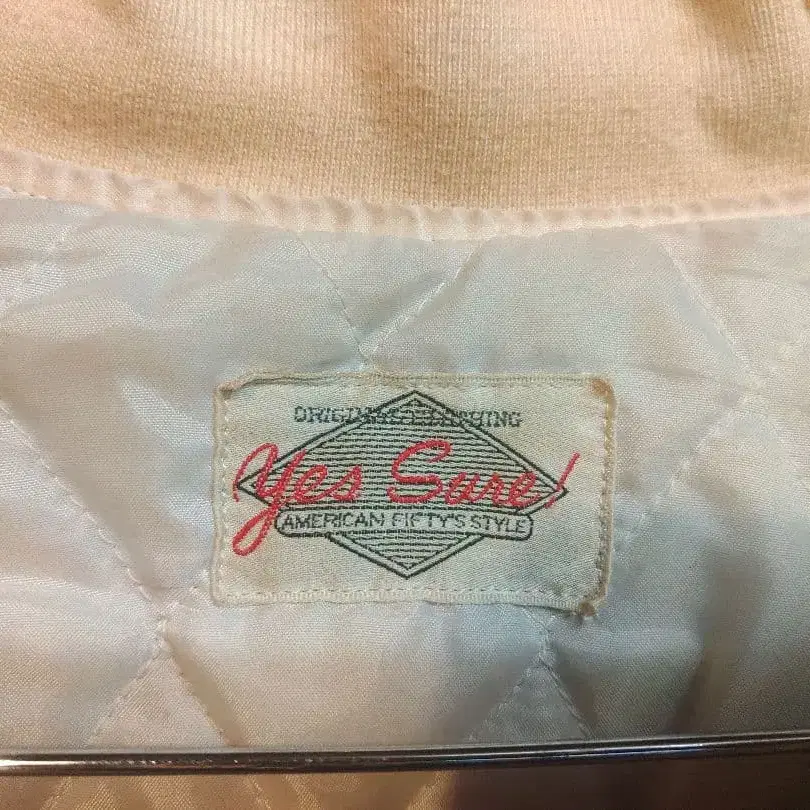 ORIGINAL CLOTHING
Yes Sure!
AMERICAN FIFTY'S STYLE